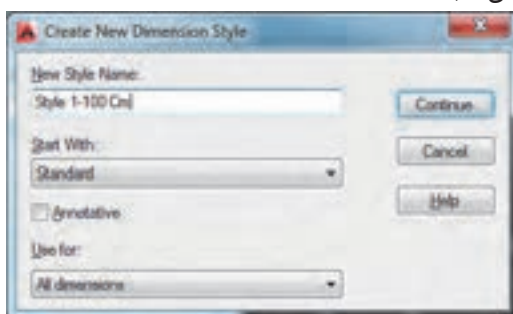 Create New Dimension Style
New Style Name:
Style 1-100 Cm
Continue
Start With:
Cancel
Standard
Annotative
Help
Use for:
All dimensions